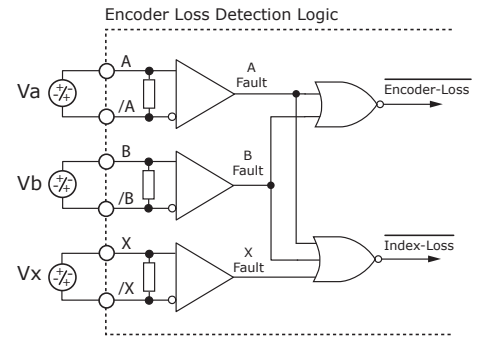 Encoder Loss Detection Logic
A
A
Fault
Encoder-Loss
Va
+/-
-/+
/A
B
B
Fault
Vb
+/-
-/+
/B
X
X
Fault
Index-Loss
Vx
+/-
-/+
/X